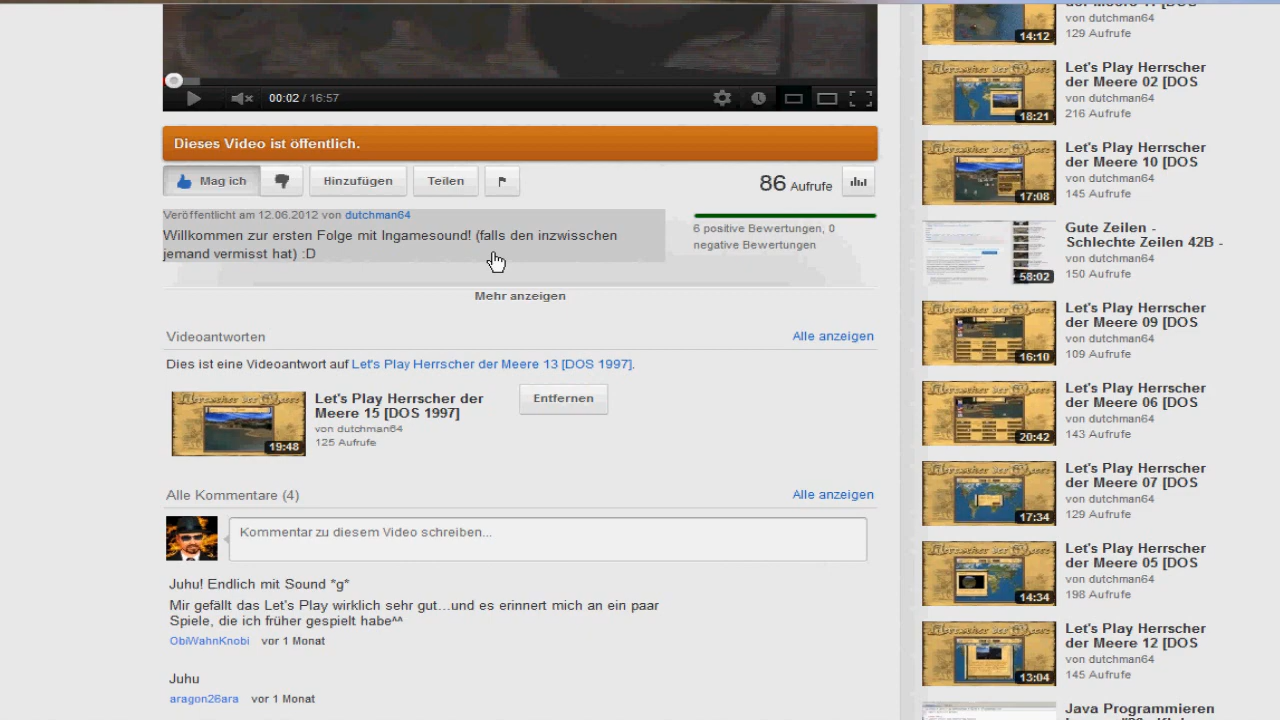 00:02 / 16:57
Dieses Video ist öffentlich.
Mag ich
Hinzufügen
Teilen
86 Aufrufe
Veröffentlicht am 12.06.2012 von dutchman64
Willkommen zur ersten Folge mit Ingamesound! (falls den inzwischen
jemand vermisst hat) :D
6 positive Bewertungen, 0
negative Bewertungen
Mehr anzeigen
Videoantworten
Alle anzeigen
Dies ist eine Videoantwort auf Let's Play Herrscher der Meere 13 [DOS 1997].
19:48
Let's Play Herrscher der
Meere 15 [DOS 1997]
von dutchman64
125 Aufrufe
Entfernen
Alle Kommentare (4)
Alle anzeigen
Kommentar zu diesem Video schreiben...
Juhu! Endlich mit Sound *g*
Mir gefällt das Let's Play wirklich sehr gut...und es erinnert mich an ein paar
Spiele, die ich früher gespielt habe^^
ObiWahnKnobi vor 1 Monat
Juhu
aragon26ara vor 1 Monat
14:12
von dutchman64
129 Aufrufe
18:21
Let's Play Herrscher
der Meere 02 [DOS
von dutchman64
216 Aufrufe
17:08
Let's Play Herrscher
der Meere 10 [DOS
von dutchman64
145 Aufrufe
58:02
Gute Zeilen -
Schlechte Zeilen 42B -
von dutchman64
150 Aufrufe
16:10
Let's Play Herrscher
der Meere 09 [DOS
von dutchman64
109 Aufrufe
20:42
Let's Play Herrscher
der Meere 06 [DOS
von dutchman64
143 Aufrufe
17:34
Let's Play Herrscher
der Meere 07 [DOS
von dutchman64
129 Aufrufe
14:34
Let's Play Herrscher
der Meere 05 [DOS
von dutchman64
198 Aufrufe
13:04
Let's Play Herrscher
der Meere 12 [DOS
von dutchman64
145 Aufrufe
Java Programmieren